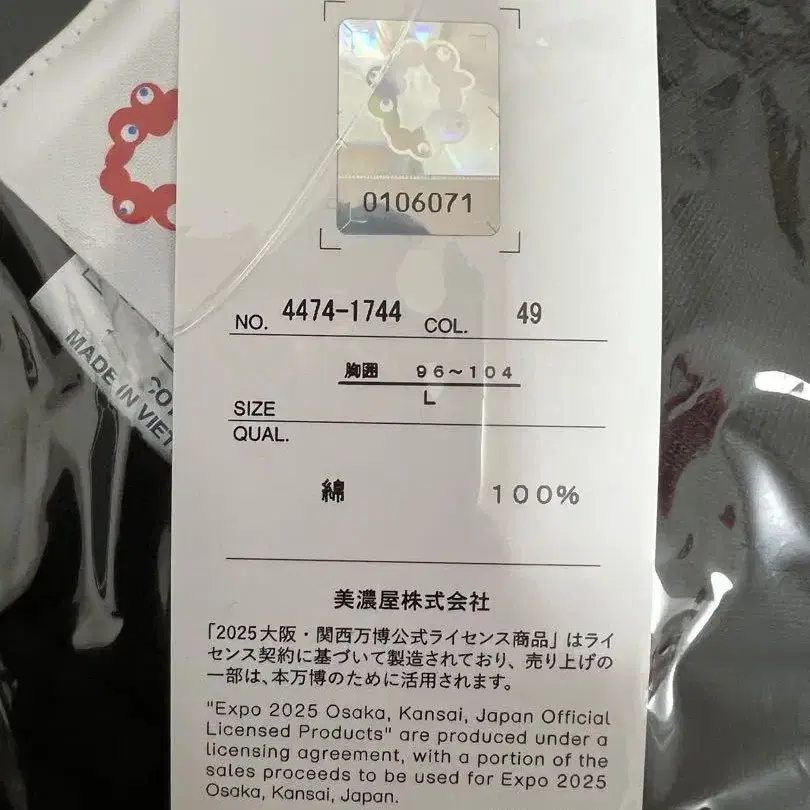 0106071
NO. 4474-1744 COL. 49
胸囲 96~104
SIZE L
QUAL.
綿 100%
美濃屋株式会社
「2025大阪・関西万博公式ライセンス商品」はライ
センス契約に基づいて製造されており、売り上げの
一部は、本万博のために活用されます。
"Expo 2025 Osaka, Kansai, Japan Official
Licensed Products" are produced under a
licensing agreement, with a portion of the
sales proceeds to be used for Expo 2025
Osaka, Kansai, Japan.
MADE IN VIET